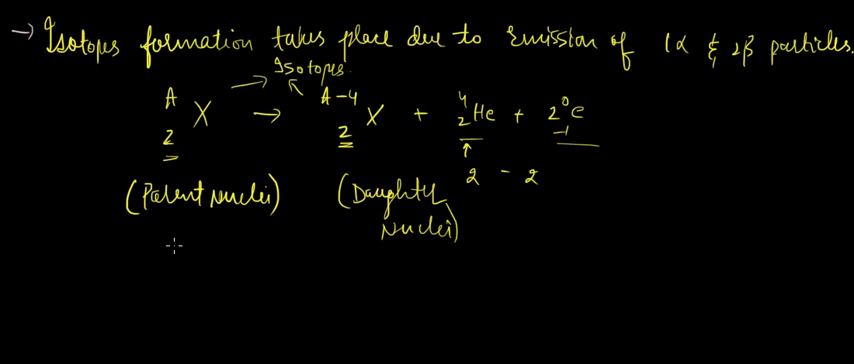 → Isotopes formation takes place due to Emission of 1α & 2β particles.
Isotopes.
A Z X → A-4 Z X + 4 2 He + 2 0 -1 e
2 - 2
(Parent Nuclei) (Daughter Nuclei)